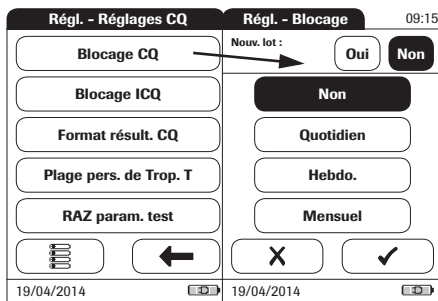 Régl. - Réglages CQ
Blocage CQ
Blocage ICQ
Format résult. CQ
Plage pers. de Trop. T
RAZ param. test
19/04/2014
Régl. - Blocage
09:15
Nouv. lot :
Oui
Non
Non
Quotidien
Hebdo.
Mensuel
19/04/2014